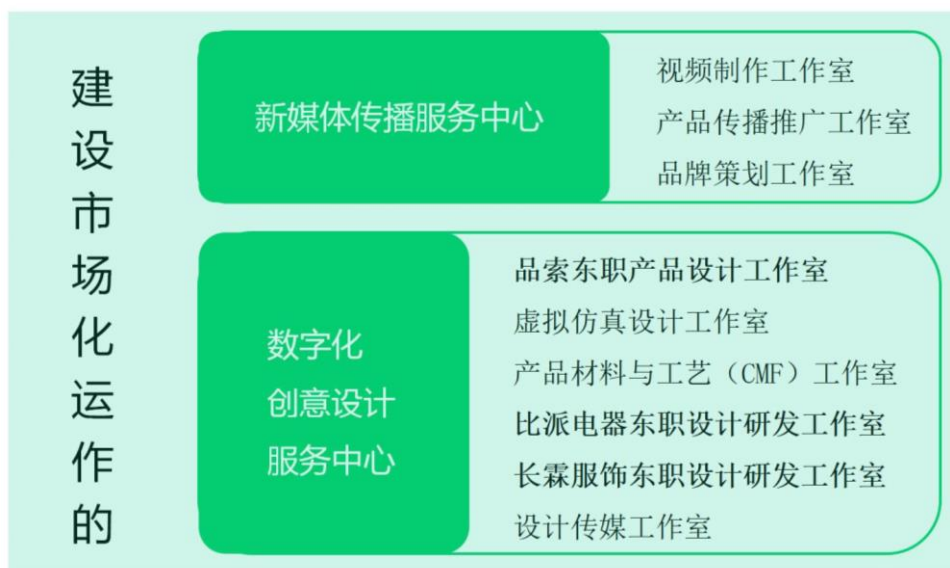 建设市场化运作的
新媒体传播服务中心
视频制作工作室
产品传播推广工作室
品牌策划工作室
数字化
创意设计
服务中心
品索东职产品设计工作室
虚拟仿真设计工作室
产品材料与工艺（CMF）工作室
比派电器东职设计研发工作室
长霖服饰东职设计研发工作室
设计传媒工作室